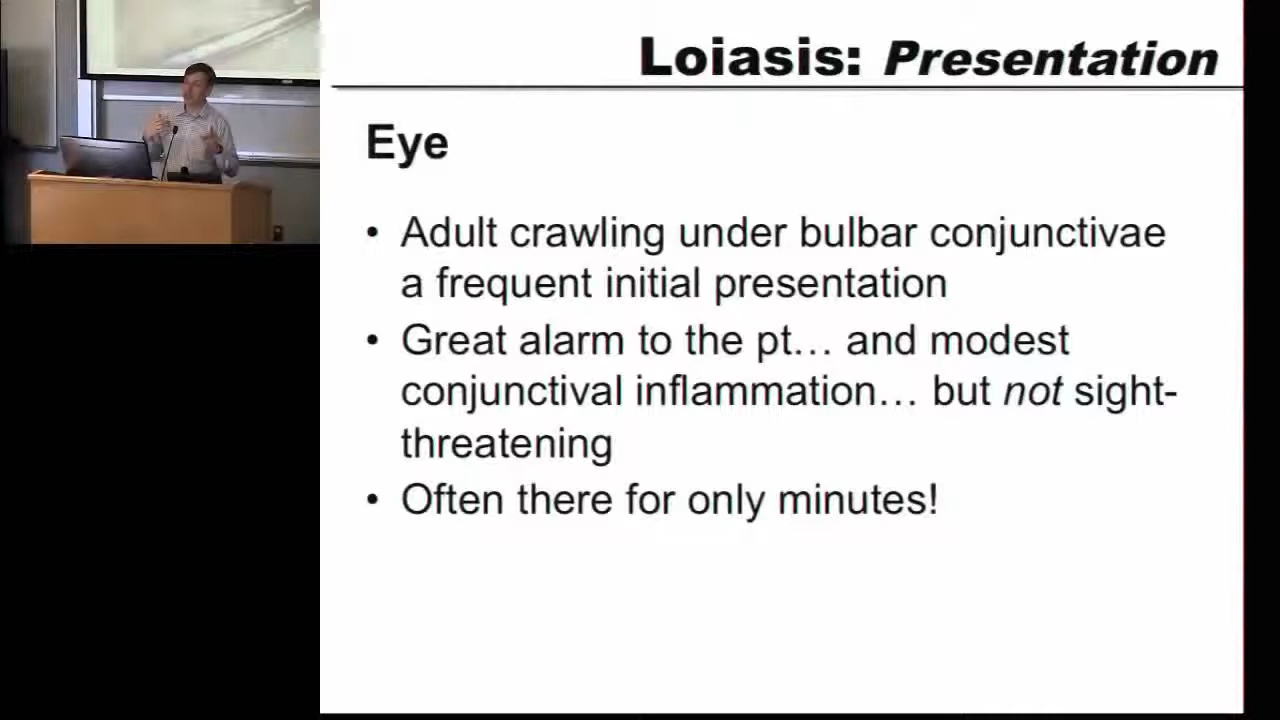 Loiasis: Presentation
Eye
• Adult crawling under bulbar conjunctivae
a frequent initial presentation
• Great alarm to the pt… and modest
conjunctival inflammation… but not sight-
threatening
• Often there for only minutes!